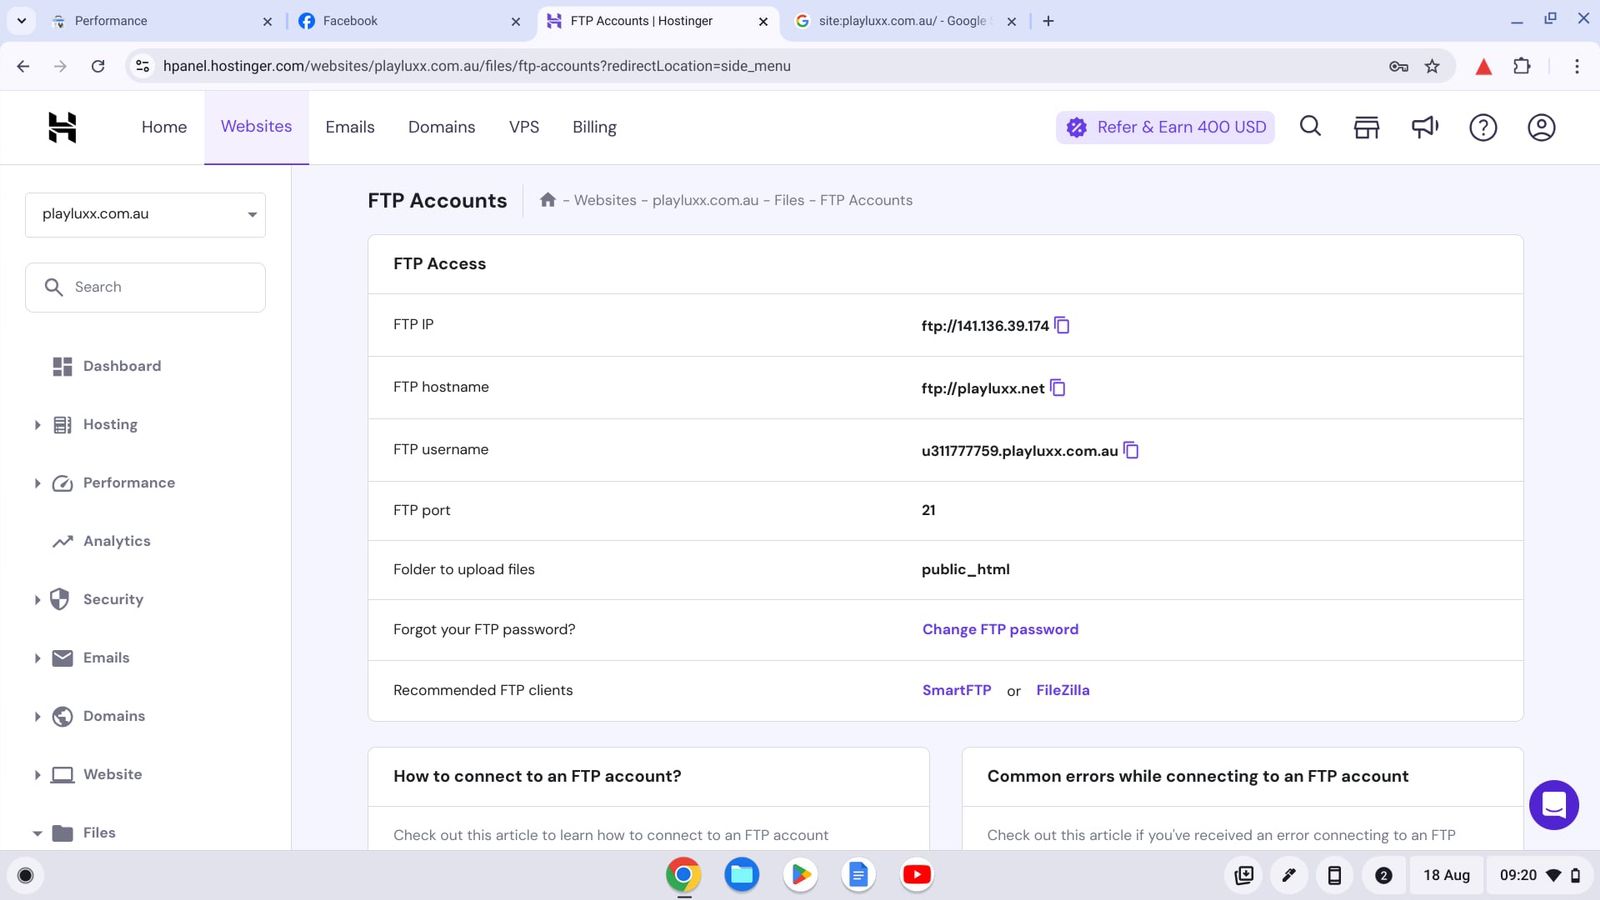 Performance
Facebook
FTP Accounts | Hostinger
site:playluxx.com.au/ - Google
hpanel.hostinger.com/websites/playluxx.com.au/files/ftp-accounts?redirectLocation=side_menu
Home
Websites
Emails
Domains
VPS
Billing
Refer & Earn 400 USD
playluxx.com.au
Search
Dashboard
Hosting
Performance
Analytics
Security
Emails
Domains
Website
Files
FTP Accounts
- Websites - playluxx.com.au - Files - FTP Accounts
FTP Access
FTP IP
ftp://141.136.39.174
FTP hostname
ftp://playluxx.net
FTP username
u311777759.playluxx.com.au
FTP port
21
Folder to upload files
public_html
Forgot your FTP password?
Change FTP password
Recommended FTP clients
SmartFTP or FileZilla
How to connect to an FTP account?
Check out this article to learn how to connect to an FTP account
Common errors while connecting to an FTP account
Check out this article if you've received an error connecting to an FTP
2
18 Aug
09:20